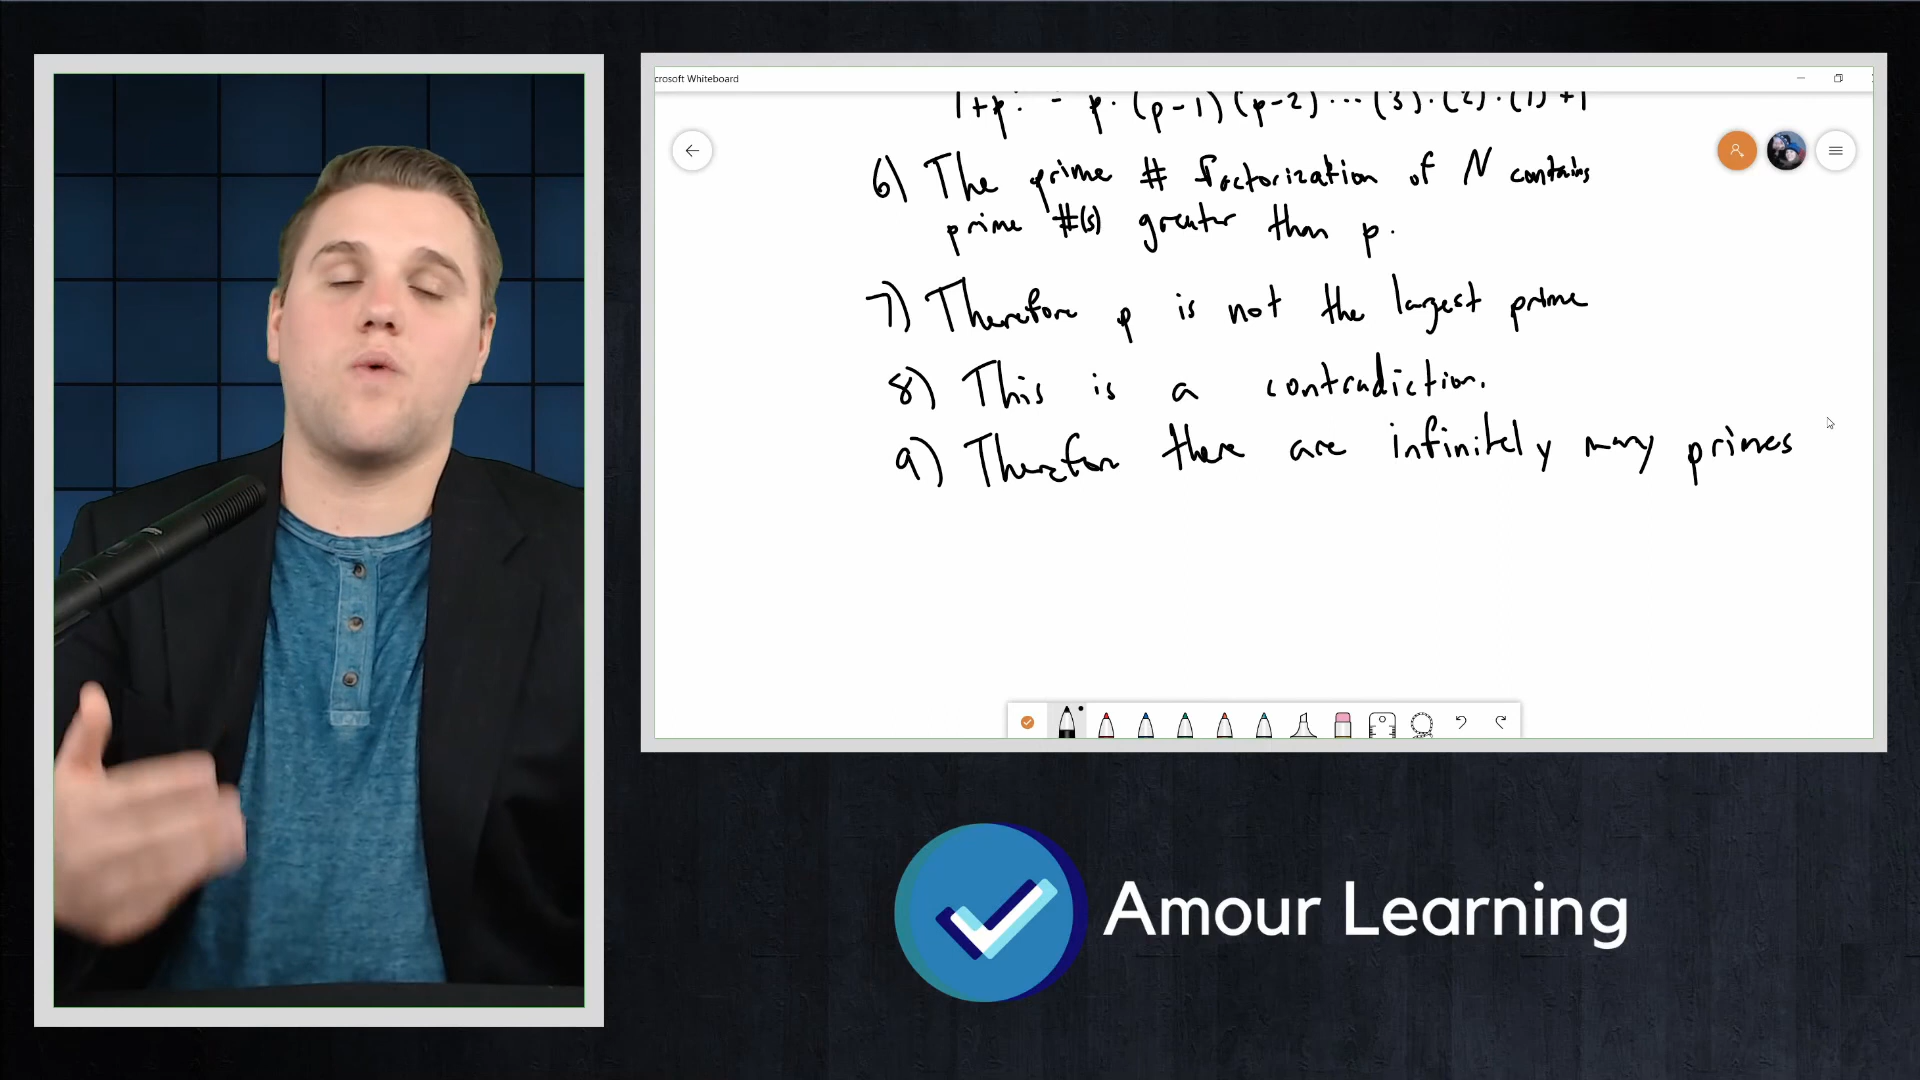 crosoft Whiteboard
1+p! = p·(p-1)(p-2)···(3)·(2)·(1)+1
6) The prime # factorization of N contains
prime #(s) greater than p.
7) Therefore p is not the largest prime
8) This is a contradiction.
9) Therefore there are infinitely many primes
Amour Learning